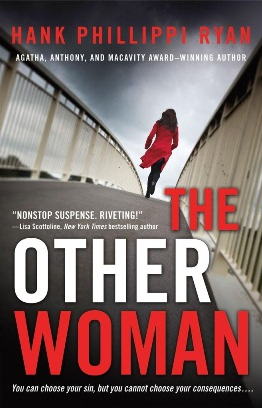 HANK PHILLIPPI RYAN
AGATHA, ANTHONY, AND MACAVITY AWARD–WINNING AUTHOR
"NONSTOP SUSPENSE. RIVETING!"
—Lisa Scottoline, New York Times bestselling author
THE
OTHER
WOMAN
You can choose your sin, but you cannot choose your consequences....